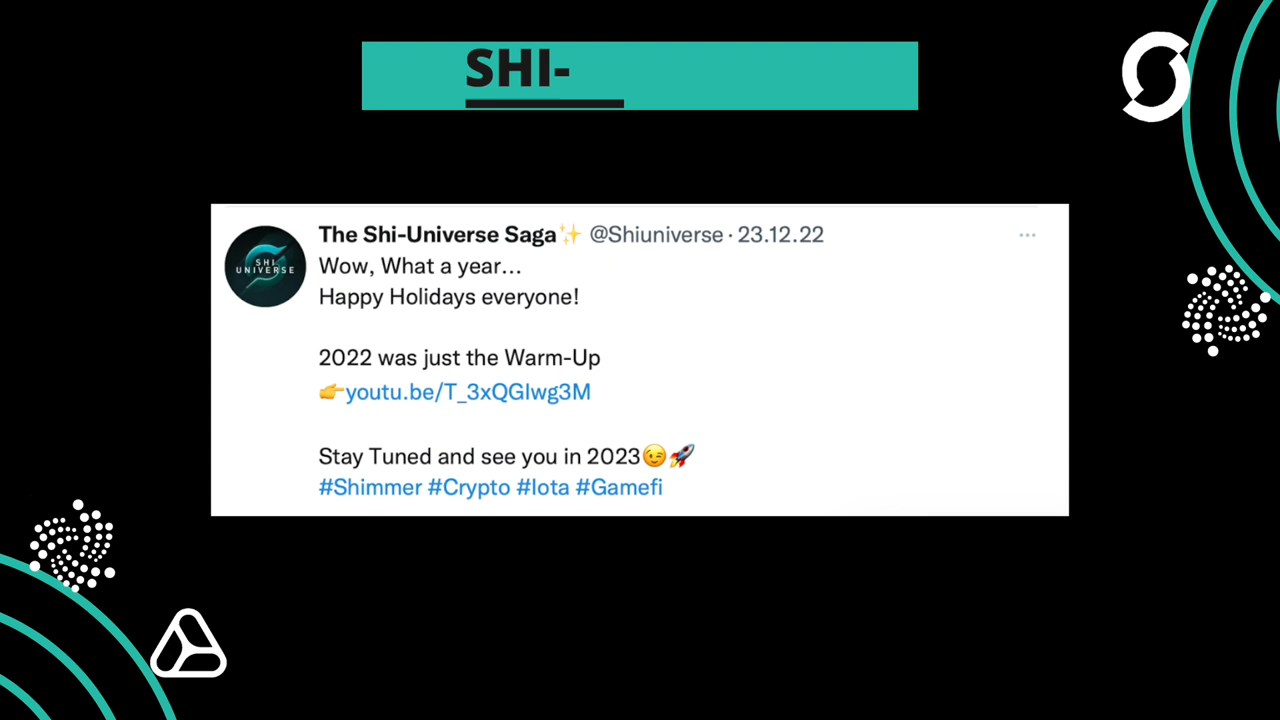 SHI-
The Shi-Universe Saga✨ @Shiuniverse · 23.12.22
SHI
UNIVERSE
Wow, What a year...
Happy Holidays everyone!
2022 was just the Warm-Up
👉youtu.be/T_3xQGIwg3M
Stay Tuned and see you in 2023😉🚀
#Shimmer #Crypto #Iota #Gamefi